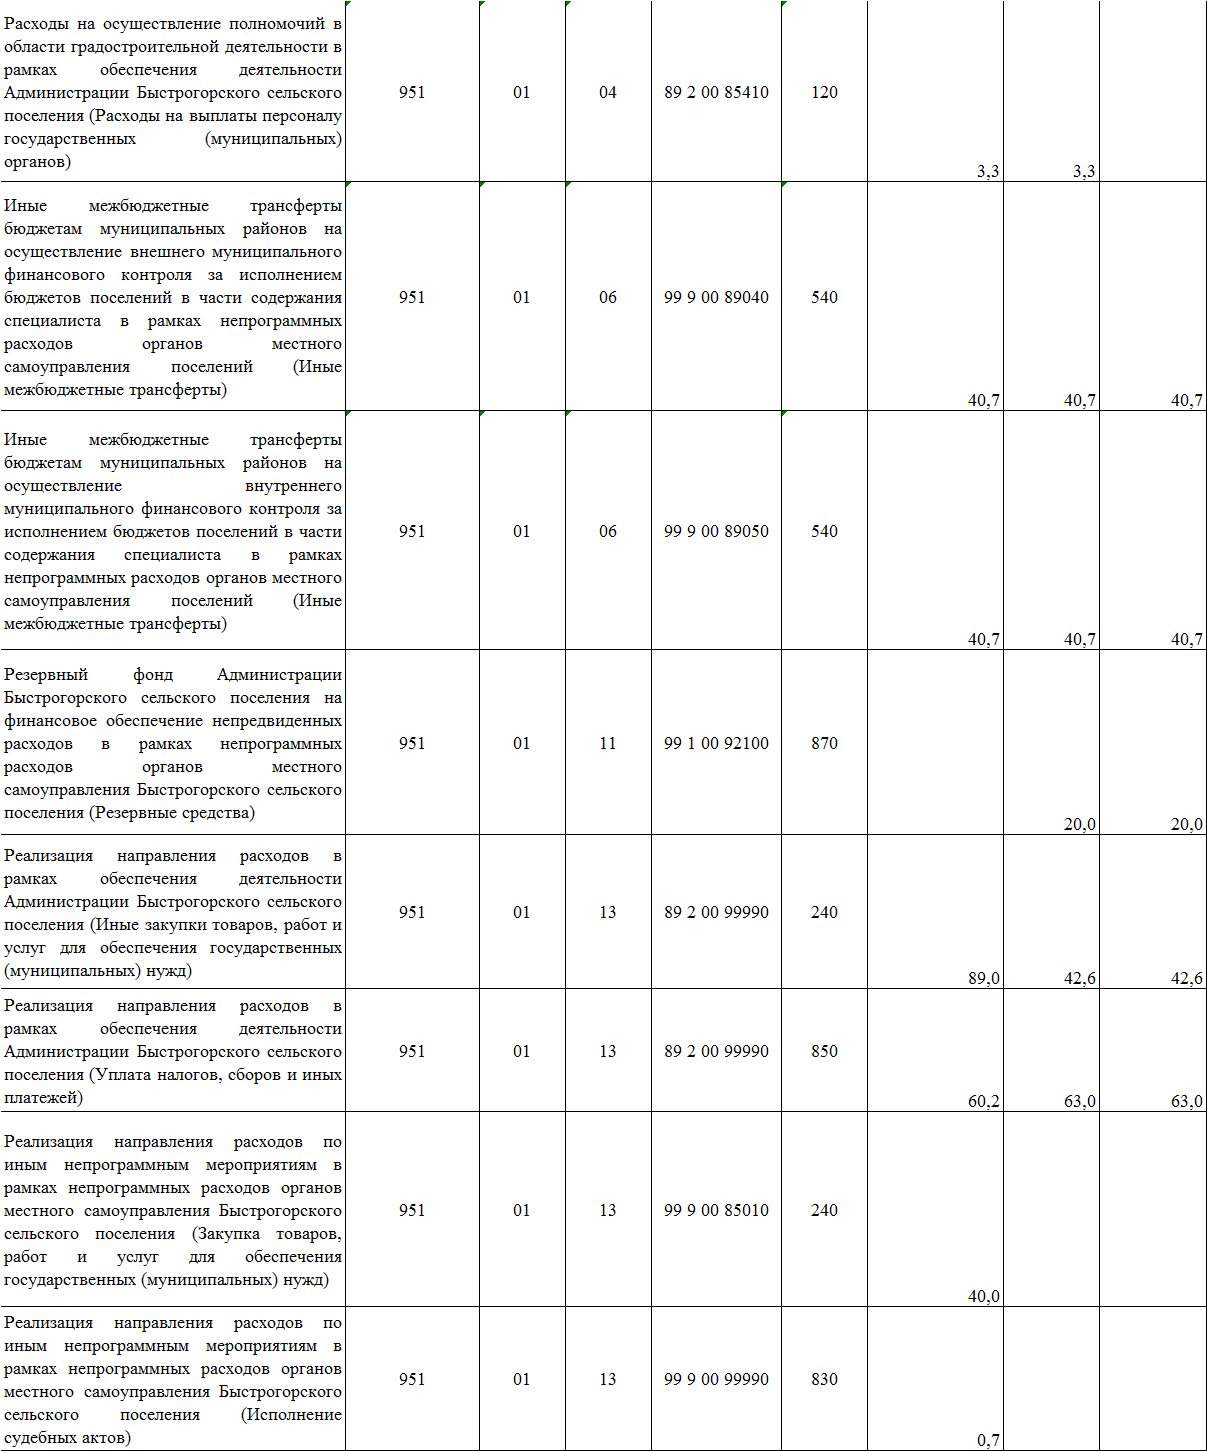 Расходы на осуществление полномочий в
области градостроительной деятельности в
рамках обеспечения деятельности
Администрации Быстрогорского сельского
поселения (Расходы на выплаты персоналу
государственных (муниципальных)
органов)
951 01 04 89 2 00 85410 120
3,3 3,3
Иные межбюджетные трансферты
бюджетам муниципальных районов на
осуществление внешнего муниципального
финансового контроля за исполнением
бюджетов поселений в части содержания
специалиста в рамках непрограммных
расходов органов местного
самоуправления поселений (Иные
межбюджетные трансферты)
951 01 06 99 9 00 89040 540
40,7 40,7 40,7
Иные межбюджетные трансферты
бюджетам муниципальных районов на
осуществление внутреннего
муниципального финансового контроля за
исполнением бюджетов поселений в части
содержания специалиста в рамках
непрограммных расходов органов местного
самоуправления поселений (Иные
межбюджетные трансферты)
951 01 06 99 9 00 89050 540
40,7 40,7 40,7
Резервный фонд Администрации
Быстрогорского сельского поселения на
финансовое обеспечение непредвиденных
расходов в рамках непрограммных
расходов органов местного
самоуправления Быстрогорского сельского
поселения (Резервные средства)
951 01 11 99 1 00 92100 870
20,0 20,0
Реализация направления расходов в
рамках обеспечения деятельности
Администрации Быстрогорского сельского
поселения (Иные закупки товаров, работ и
услуг для обеспечения государственных
(муниципальных) нужд)
951 01 13 89 2 00 99990 240
89,0 42,6 42,6
Реализация направления расходов в
рамках обеспечения деятельности
Администрации Быстрогорского сельского
поселения (Уплата налогов, сборов и иных
платежей)
951 01 13 89 2 00 99990 850
60,2 63,0 63,0
Реализация направления расходов по
иным непрограммным мероприятиям в
рамках непрограммных расходов органов
местного самоуправления Быстрогорского
сельского поселения (Закупка товаров,
работ и услуг для обеспечения
государственных (муниципальных) нужд)
951 01 13 99 9 00 85010 240
40,0
Реализация направления расходов по
иным непрограммным мероприятиям в
рамках непрограммных расходов органов
местного самоуправления Быстрогорского
сельского поселения (Исполнение
судебных актов)
951 01 13 99 9 00 99990 830
0,7